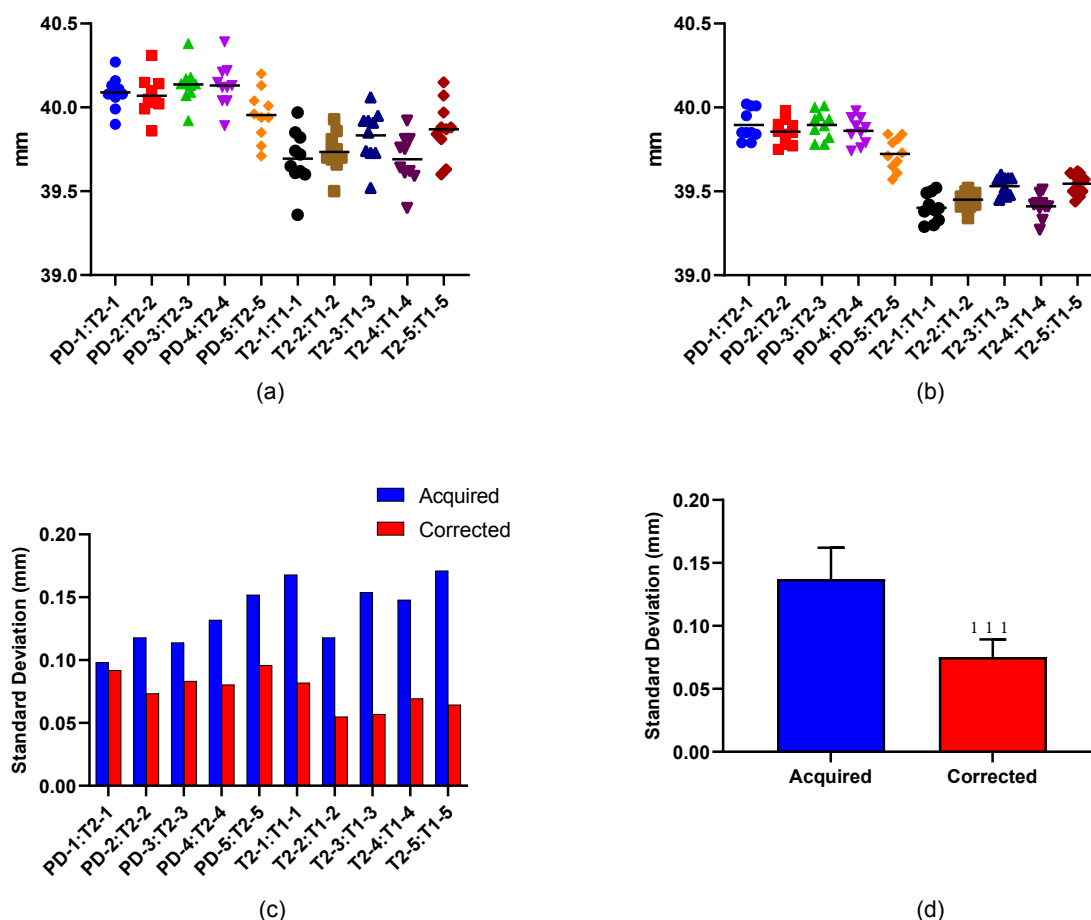 40.5
40.0
39.5
39.0
mm
PD-1:T2-1
PD-2:T2-2
PD-3:T2-3
PD-4:T2-4
PD-5:T2-5
T2-1:T1-1
T2-2:T1-2
T2-3:T1-3
T2-4:T1-4
T2-5:T1-5
(a)
40.5
40.0
39.5
39.0
mm
PD-1:T2-1
PD-2:T2-2
PD-3:T2-3
PD-4:T2-4
PD-5:T2-5
T2-1:T1-1
T2-2:T1-2
T2-3:T1-3
T2-4:T1-4
T2-5:T1-5
(b)
Acquired
Corrected
0.20
0.15
0.10
0.05
0.00
Standard Deviation (mm)
PD-1:T2-1
PD-2:T2-2
PD-3:T2-3
PD-4:T2-4
PD-5:T2-5
T2-1:T1-1
T2-2:T1-2
T2-3:T1-3
T2-4:T1-4
T2-5:T1-5
(c)
0.20
0.15
0.10
0.05
0.00
Standard Deviation (mm)
1 1 1
Acquired
Corrected
(d)